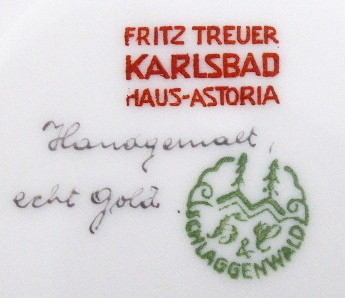 FRITZ TREUER
KARLSBAD
HAUS-ASTORIA
Handgemalt,
echt Gold.
B & C
SCHLAGGENWALD